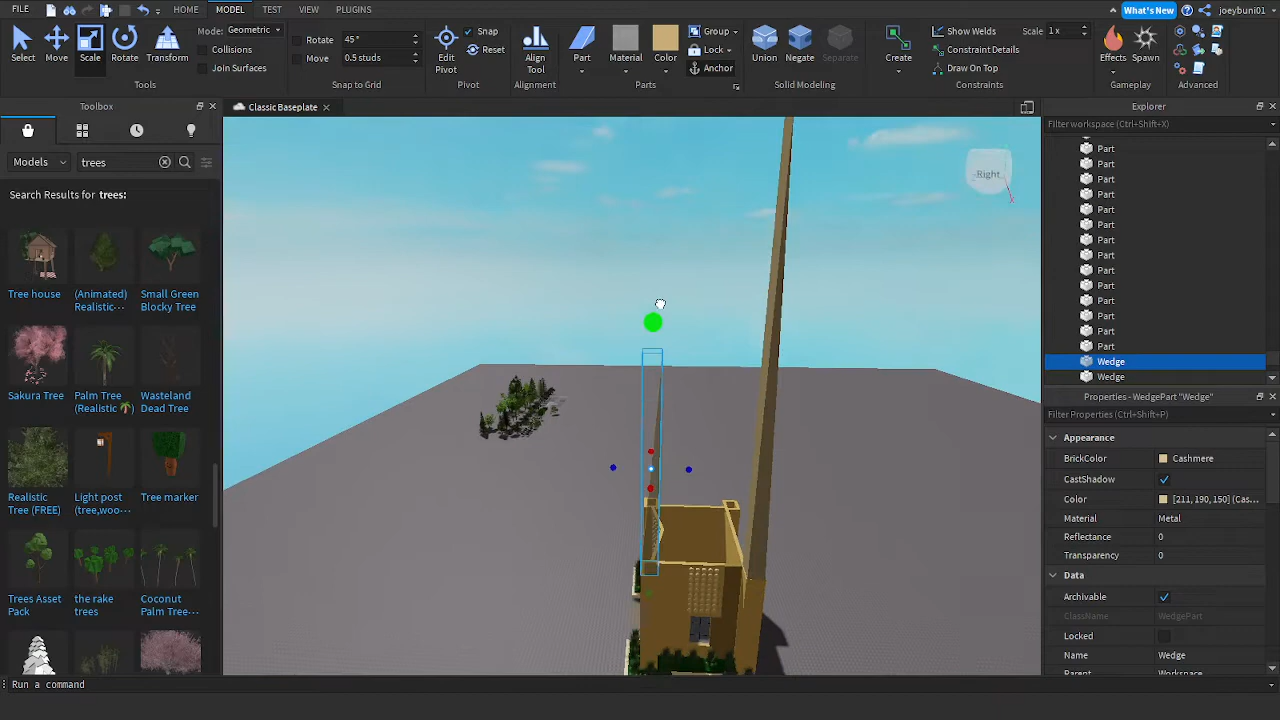 FILE HOME MODEL TEST VIEW PLUGINS What's New joeybuni01
Select Move Scale Rotate Transform
Mode: Geometric
Collisions
Join Surfaces
Tools
Rotate 45°
Move 0.5 studs
Snap to Grid
Edit Pivot
Snap
Reset
Pivot
Align Tool
Alignment
Part Material Color
Group
Lock
Anchor
Parts
Union Negate Separate
Solid Modeling
Create
Show Welds Scale 1x
Constraint Details
Draw On Top
Constraints
Effects Spawn
Gameplay
Advanced
Toolbox
Models trees
Search Results for trees:
Tree house
(Animated) Realistic···
Small Green Blocky Tree
Sakura Tree
Palm Tree (Realistic
Wasteland Dead Tree
Realistic Tree (FREE)
Light post (tree,woo···
Tree marker
Trees Asset Pack
the rake trees
Coconut Palm Tree···
Classic Baseplate
-Right
X
Explorer
Filter workspace (Ctrl+Shift+X)
Part
Part
Part
Part
Part
Part
Part
Part
Part
Part
Part
Part
Part
Part
Wedge
Wedge
Properties - WedgePart "Wedge"
Filter Properties (Ctrl+Shift+P)
Appearance
BrickColor Cashmere
CastShadow
Color [211, 190, 150] (Cas...
Material Metal
Reflectance 0
Transparency 0
Data
Archivable
ClassName WedgePart
Locked
Name Wedge
Parent Workspace
Run a command